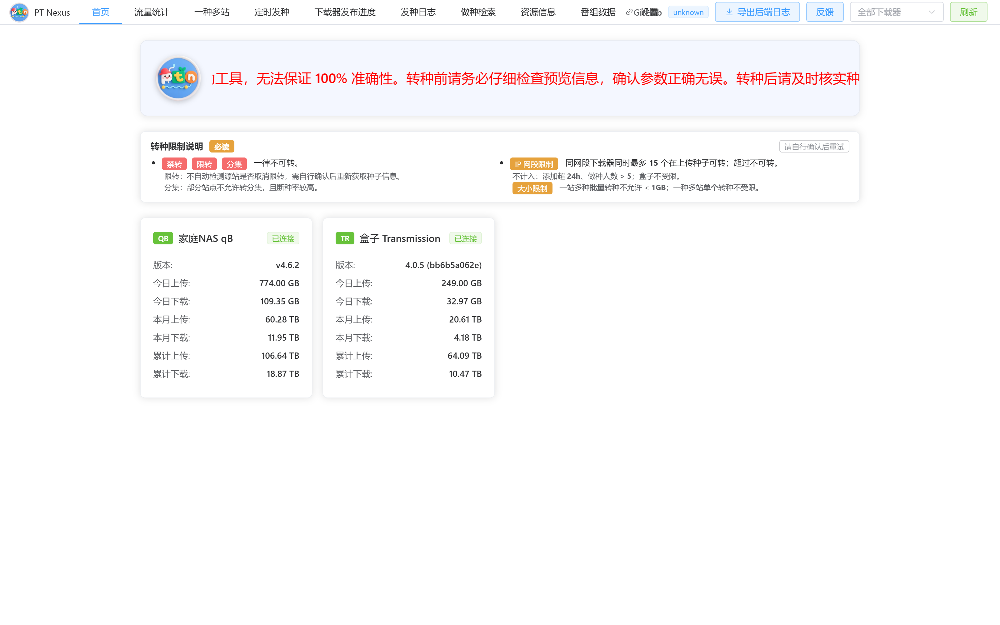 PT Nexus 首页 流量统计 一种多站 定时发种 下载器发布进度 发种日志 做种检索 资源信息 番组数据 设置 GitHub unknown 导出后端日志 反馈 全部下载器 刷新
ptn
工具，无法保证 100% 准确性。转种前请务必仔细检查预览信息，确认参数正确无误。转种后请及时核实种
转种限制说明 必读 请自行确认后重试
禁转 限转 分集 一律不可转。
限转：不自动检测源站是否取消限转，需自行确认后重新获取种子信息。
分集：部分站点不允许转分集，且断种率较高。
IP 网段限制 同网段下载器同时最多 15 个在上传种子可转；超过不可转。
不计入：添加超 24h、做种人数 > 5；盒子不受限。
大小限制 一站多种批量转种不允许 < 1GB；一种多站单个转种不受限。
QB 家庭NAS qB 已连接
版本: v4.6.2
今日上传: 774.00 GB
今日下载: 109.35 GB
本月上传: 60.28 TB
本月下载: 11.95 TB
累计上传: 106.64 TB
累计下载: 18.87 TB
TR 盒子 Transmission 已连接
版本: 4.0.5 (bb6b5a062e)
今日上传: 249.00 GB
今日下载: 32.97 GB
本月上传: 20.61 TB
本月下载: 4.18 TB
累计上传: 64.09 TB
累计下载: 10.47 TB